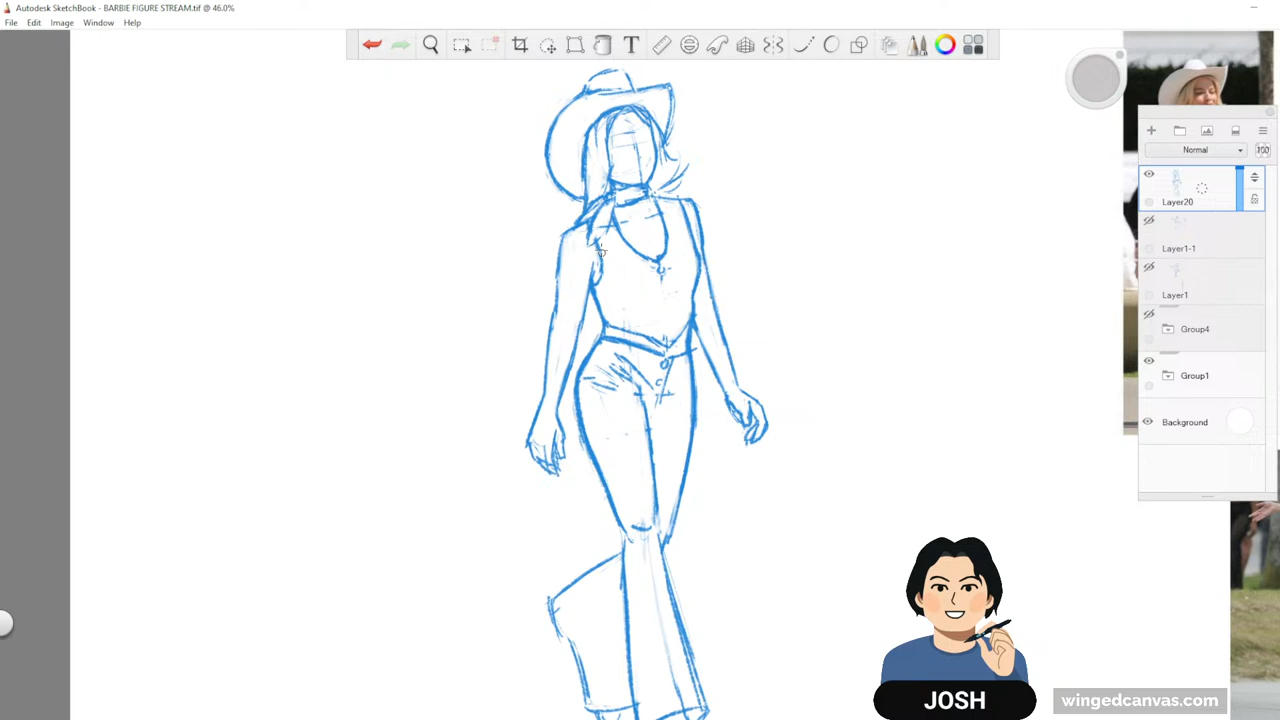 Autodesk SketchBook - BARBIE FIGURE STREAM.tif @ 46.0%
File Edit Image Window Help
T
Normal
100
Layer20
Layer1-1
Layer1
Group4
Group1
Background
JOSH
wingedcanvas.com